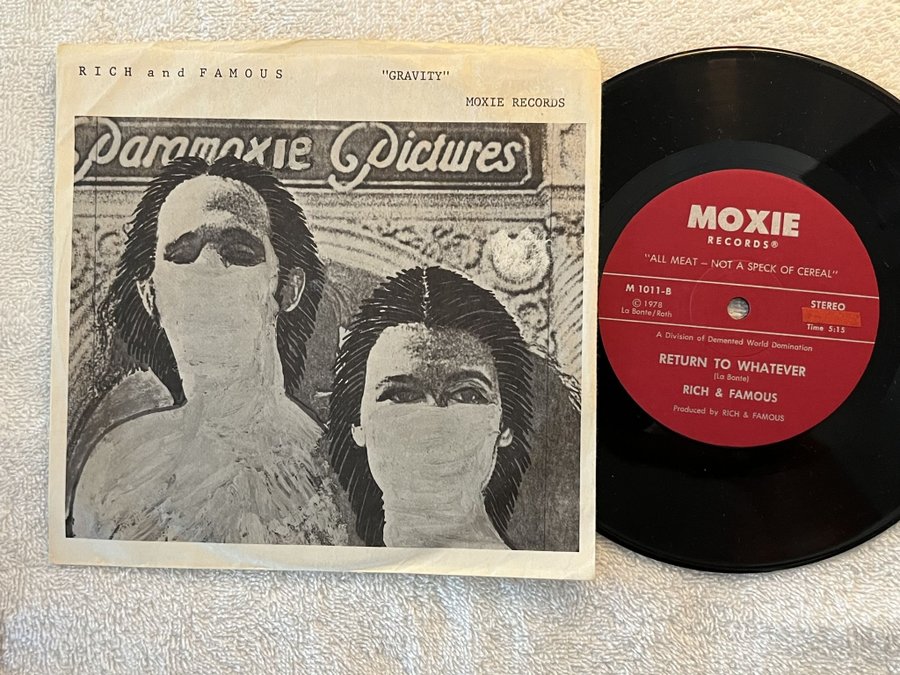 RICH and FAMOUS "GRAVITY"
MOXIE RECORDS
Paramoxie Pictures
MOXIE
RECORDS®
"ALL MEAT – NOT A SPECK OF CEREAL"
M 1011-B
© 1978
La Bonte/Roth
STEREO
Time 5:15
A Division of Demented World Domination
RETURN TO WHATEVER
(La Bonte)
RICH & FAMOUS
Produced by RICH & FAMOUS